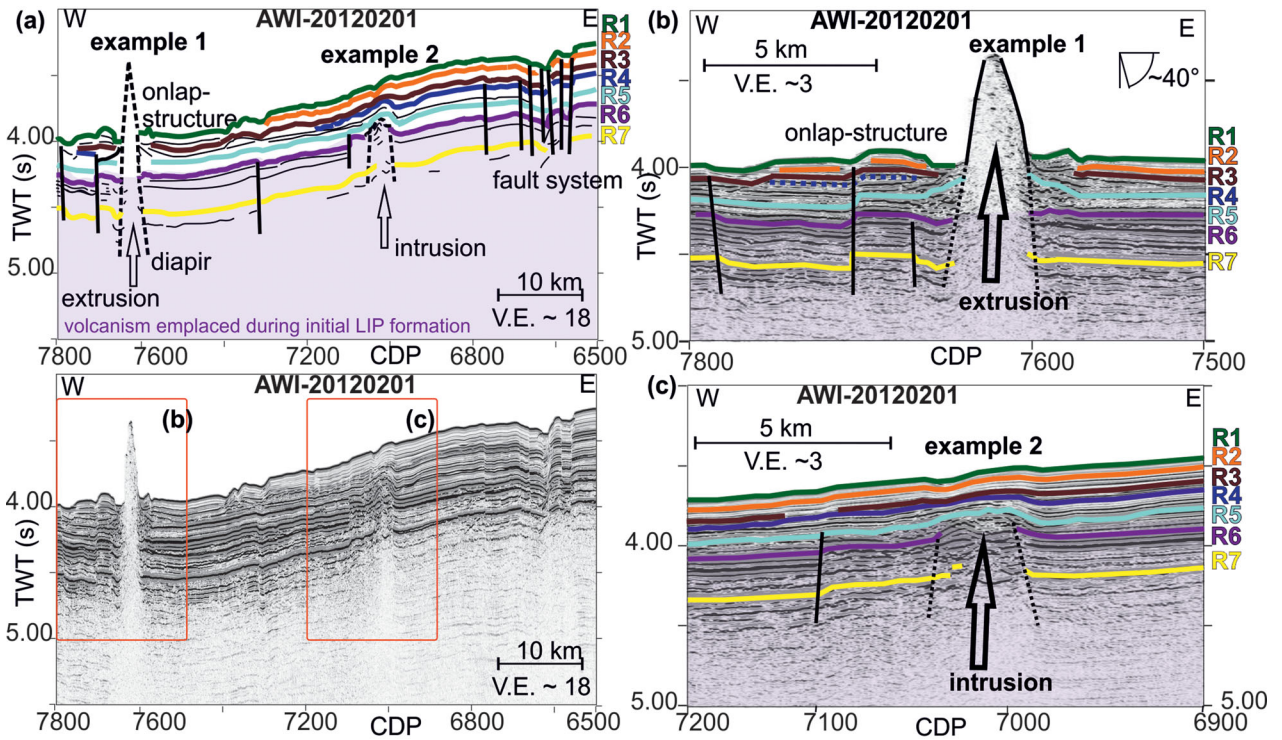 (a)
W
AWI-20120201
E
example 1
example 2
R1
R2
R3
R4
R5
R6
R7
onlap-
structure
4.00
TWT (s)
5.00
fault system
diapir
intrusion
extrusion
10 km
V.E. ~ 18
volcanism emplaced during initial LIP formation
7800
7600
7200
CDP
6800
6500
(b)
W
AWI-20120201
E
5 km
V.E. ~3
example 1
~40°
onlap-structure
4.00
TWT (s)
5.00
R1
R2
R3
R4
R5
R6
R7
extrusion
7800
CDP
7600
7500
W
AWI-20120201
E
(b)
(c)
4.00
TWT (s)
5.00
10 km
V.E. ~ 18
7800
7600
7200
CDP
6800
6500
(c)
W
AWI-20120201
E
5 km
V.E. ~3
example 2
R1
R2
R3
R4
R5
R6
R7
4.00
TWT (s)
5.00
intrusion
5.00
7200
7100
CDP
7000
6900